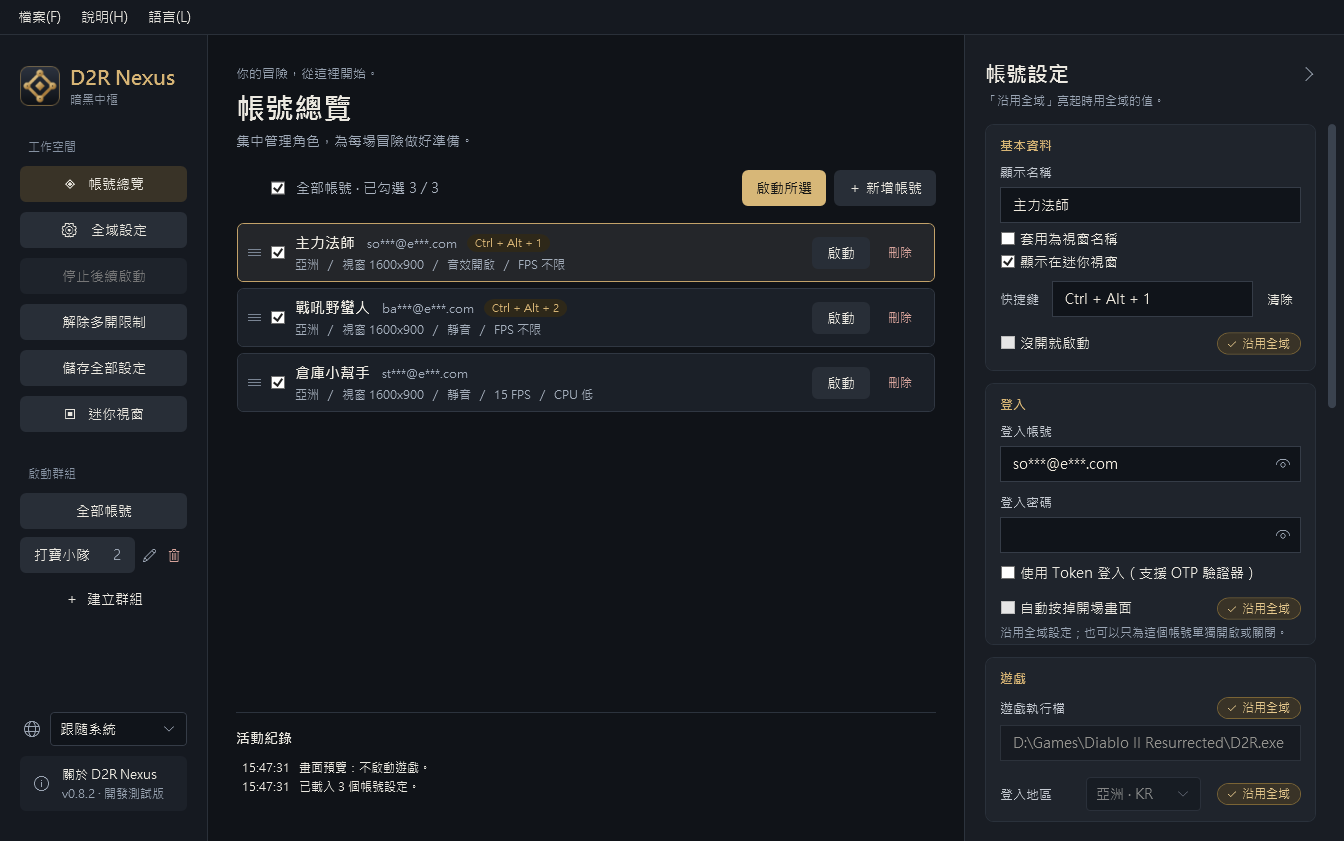 檔案(F) 說明(H) 語言(L)
D2R Nexus
暗黑中樞
工作空間
帳號總覽
全域設定
停止後續啟動
解除多開限制
儲存全部設定
迷你視窗
啟動群組
全部帳號
打寶小隊 2
+ 建立群組
跟隨系統
關於 D2R Nexus
v0.8.2 · 開發測試版
你的冒險，從這裡開始。
帳號總覽
集中管理角色，為每場冒險做好準備。
全部帳號 · 已勾選 3 / 3
啟動所選
+ 新增帳號
主力法師 so***@e***.com Ctrl + Alt + 1
亞洲 / 視窗 1600x900 / 音效開啟 / FPS 不限
啟動 刪除
戰吼野蠻人 ba***@e***.com Ctrl + Alt + 2
亞洲 / 視窗 1600x900 / 靜音 / FPS 不限
啟動 刪除
倉庫小幫手 st***@e***.com
亞洲 / 視窗 1600x900 / 靜音 / 15 FPS / CPU 低
啟動 刪除
活動紀錄
15:47:31 畫面預覽：不啟動遊戲。
15:47:31 已載入 3 個帳號設定。
帳號設定
「沿用全域」亮起時用全域的值。
基本資料
顯示名稱
主力法師
套用為視窗名稱
顯示在迷你視窗
快捷鍵 Ctrl + Alt + 1 清除
沒開就啟動 ✓ 沿用全域
登入
登入帳號
so***@e***.com
登入密碼
使用 Token 登入（支援 OTP 驗證器）
自動按掉開場畫面 ✓ 沿用全域
沿用全域設定；也可以只為這個帳號單獨開啟或關閉。
遊戲
遊戲執行檔 ✓ 沿用全域
D:\Games\Diablo II Resurrected\D2R.exe
登入地區 亞洲 · KR ✓ 沿用全域